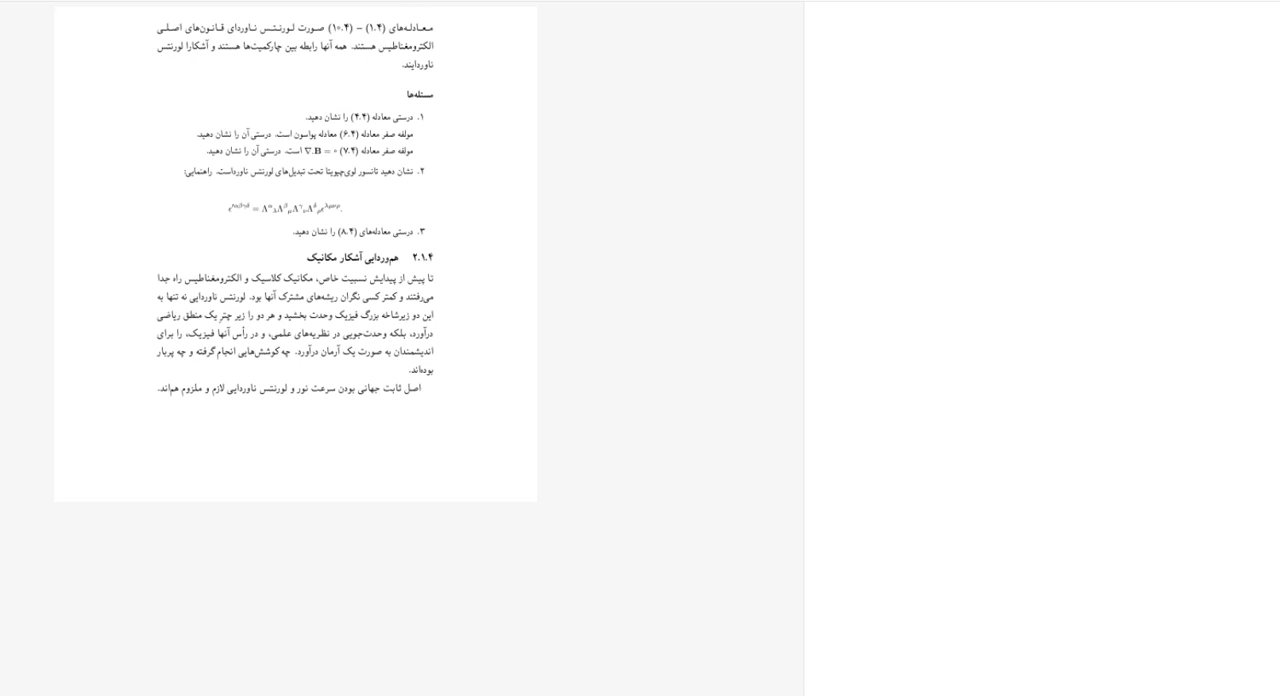 معادله‌های (۱.۴) – (۱۰.۴) صورت لورنتس ناوردای قانون‌های اصلی
الکترومغناطیس هستند. همه آنها رابطه بین چارکمیت‌ها هستند و آشکارا لورنتس
ناوردایند.
مسئله‌ها
۱. درستی معادله (۴.۴) را نشان دهید.
مولفه صفر معادله (۶.۴) معادله پواسون است. درستی آن را نشان دهید.
مولفه صفر معادله (۷.۴) ∇.B = ۰ است. درستی آن را نشان دهید.
۲. نشان دهید تانسور لوی‌چیویتا تحت تبدیل‌های لورنتس ناورداست. راهنمایی:
ϵ′^{αβγδ} = Λ^α_λ Λ^β_μ Λ^γ_ν Λ^δ_ρ ϵ^{λμνρ}.
۳. درستی معادله‌های (۸.۴) را نشان دهید.
۲.۱.۴ هم‌وردایی آشکار مکانیک
تا پیش از پیدایش نسبیت خاص، مکانیک کلاسیک و الکترومغناطیس راه جدا
می‌رفتند و کمتر کسی نگران ریشه‌های مشترک آنها بود. لورنتس ناوردایی نه تنها به
این دو زیرشاخه بزرگ فیزیک وحدت بخشید و هر دو را زیر چترِ یک منطق ریاضی
درآورد، بلکه وحدت‌جویی در نظریه‌های علمی، و در رأس آنها فیزیک، را برای
اندیشمندان به صورت یک آرمان درآورد. چه کوشش‌هایی انجام گرفته و چه پربار
بوده‌اند.
اصل ثابت جهانی بودن سرعت نور و لورنتس ناوردایی لازم و ملزوم هم‌اند.